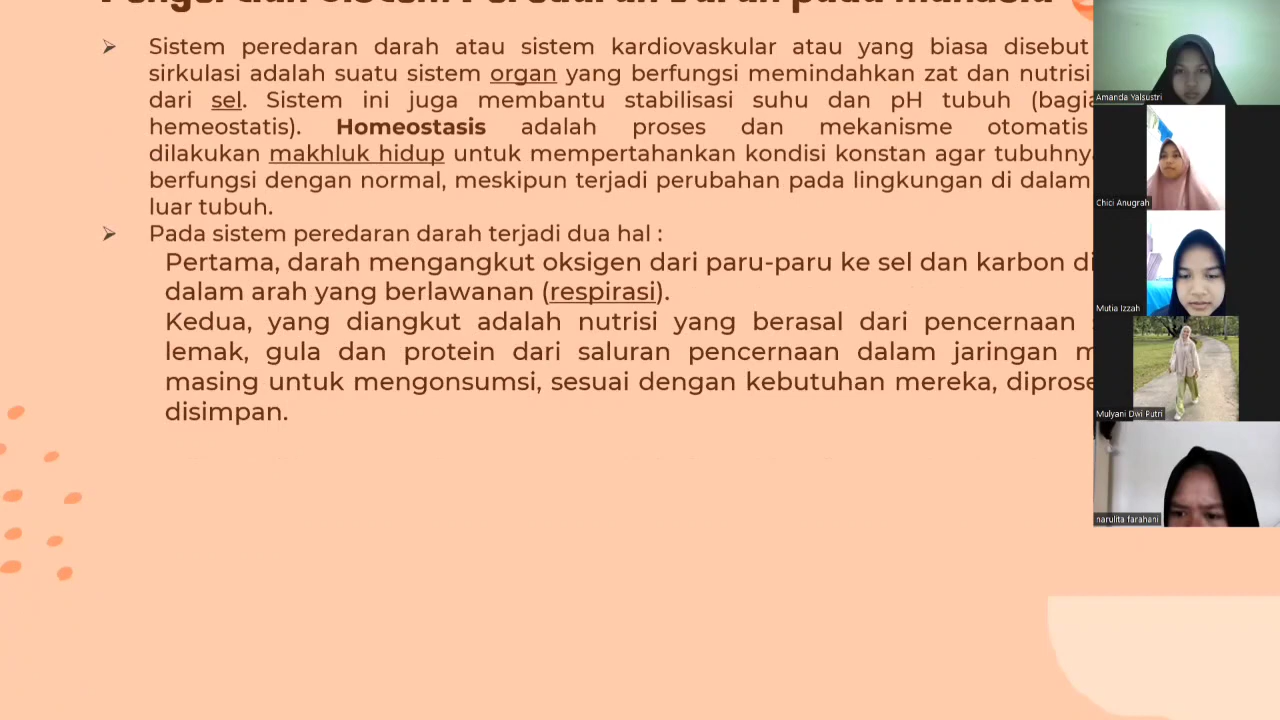 Pengertian Sistem Peredaran Darah pada Manusia
Sistem peredaran darah atau sistem kardiovaskular atau yang biasa disebut
sirkulasi adalah suatu sistem organ yang berfungsi memindahkan zat dan nutrisi
dari sel. Sistem ini juga membantu stabilisasi suhu dan pH tubuh
hemeostatis). Homeostasis adalah proses dan mekanisme otomatis
dilakukan makhluk hidup untuk mempertahankan kondisi konstan agar
berfungsi dengan normal, meskipun terjadi perubahan pada lingkungan di dalam
luar tubuh.
Pada sistem peredaran darah terjadi dua hal :
Pertama, darah mengangkut oksigen dari paru-paru ke sel dan karbon
dalam arah yang berlawanan (respirasi).
Kedua, yang diangkut adalah nutrisi yang berasal dari pencernaan
lemak, gula dan protein dari saluran pencernaan dalam jaringan
masing untuk mengonsumsi, sesuai dengan kebutuhan mereka,
disimpan.
Amanda Yalsustri
Chici Anugrah
Mutia Izzah
Mulyani Dwi Putri
narulita farahani